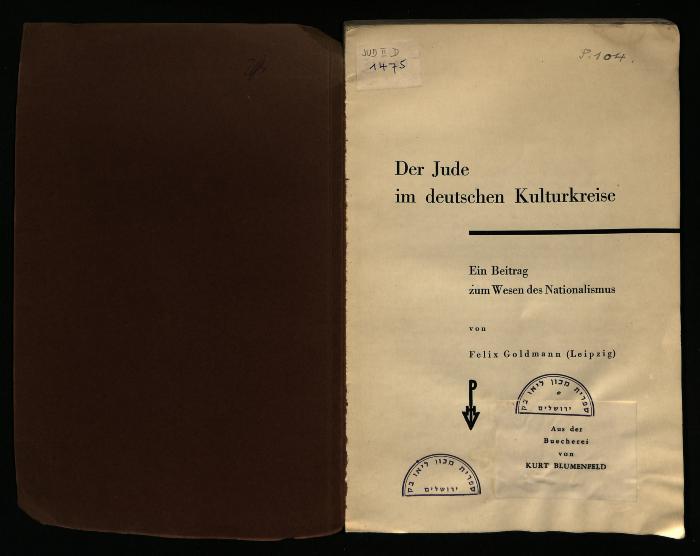 JUD II D
1475
P.104.
Der Jude
im deutschen Kulturkreise
Ein Beitrag
zum Wesen des Nationalismus
von
Felix Goldmann (Leipzig)
P
ספרית מכון ליאו בק
ירושלים
Aus der
Buecherei
von
KURT BLUMENFELD
ספרית מכון ליאו בק
ירושלים